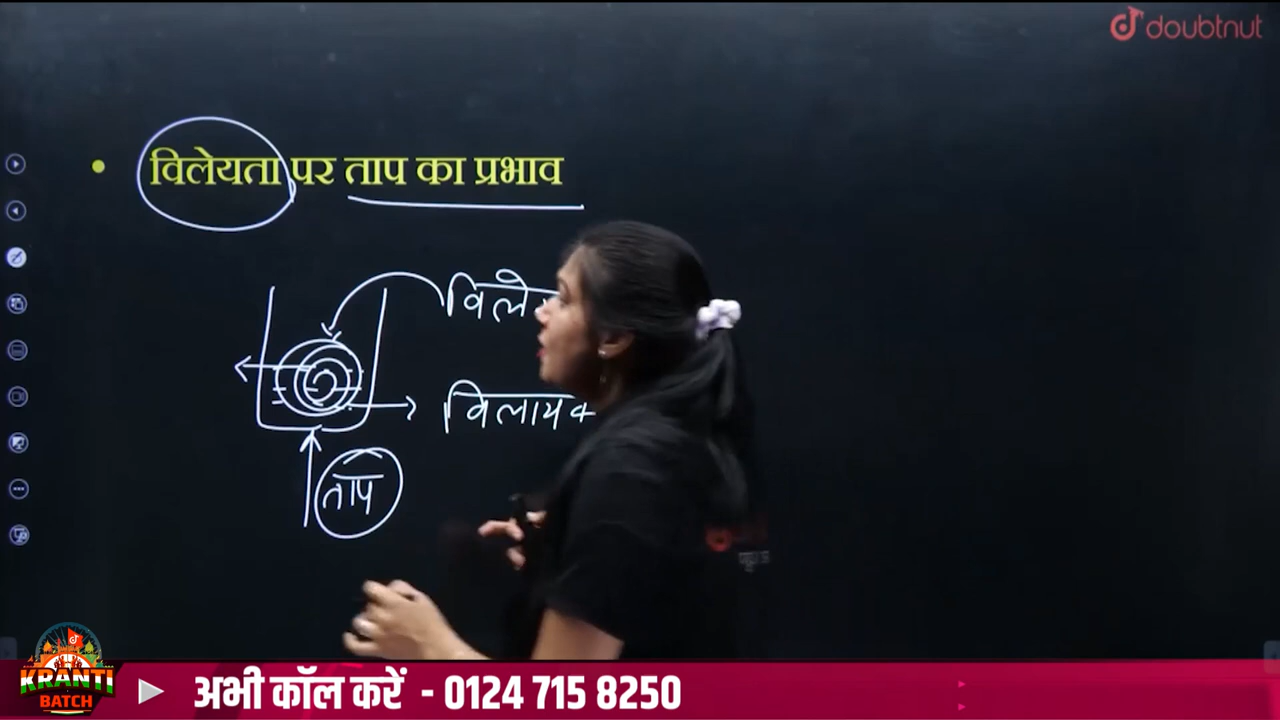 doubtnut
• विलेयता पर ताप का प्रभाव
विले
विलायक
ताप
KRANTI
BATCH
अभी कॉल करें - 0124 715 8250